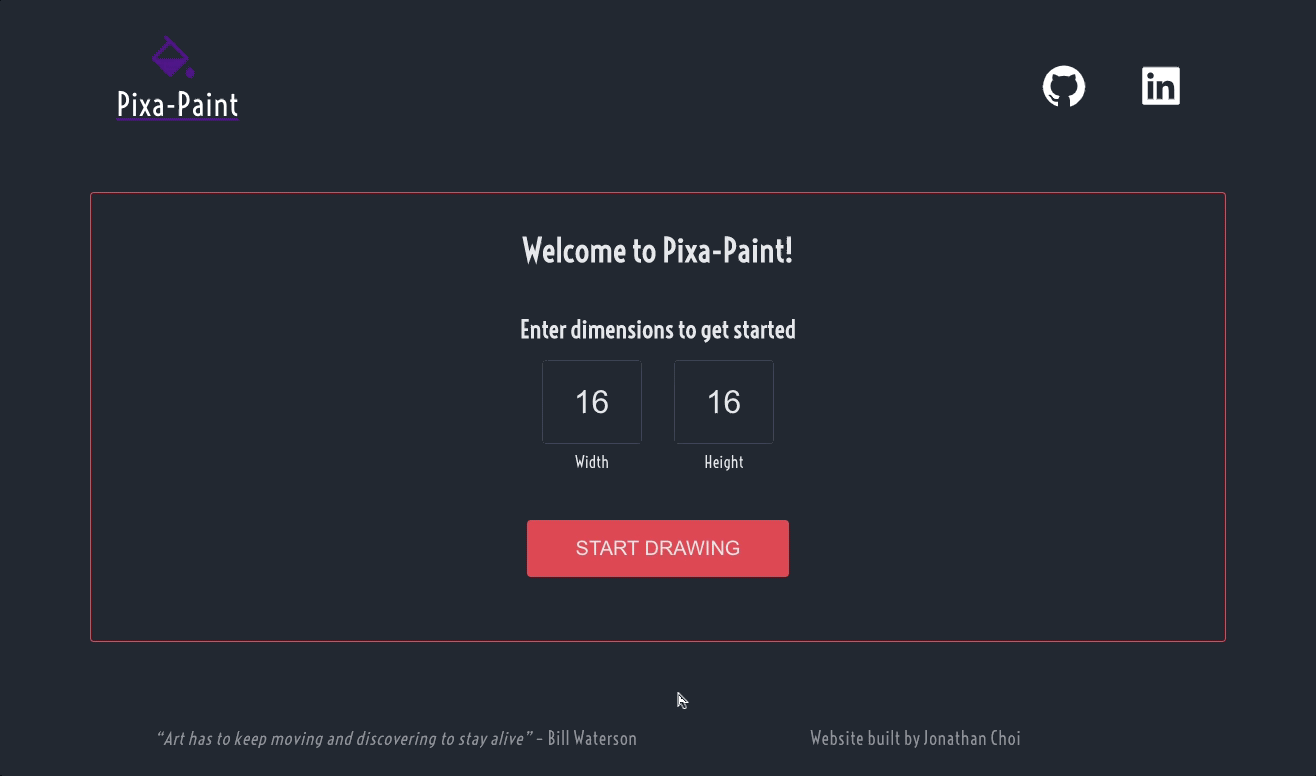 Pixa-Paint
in
Welcome to Pixa-Paint!
Enter dimensions to get started
16 16
Width Height
START DRAWING
“Art has to keep moving and discovering to stay alive” - Bill Waterson
Website built by Jonathan Choi